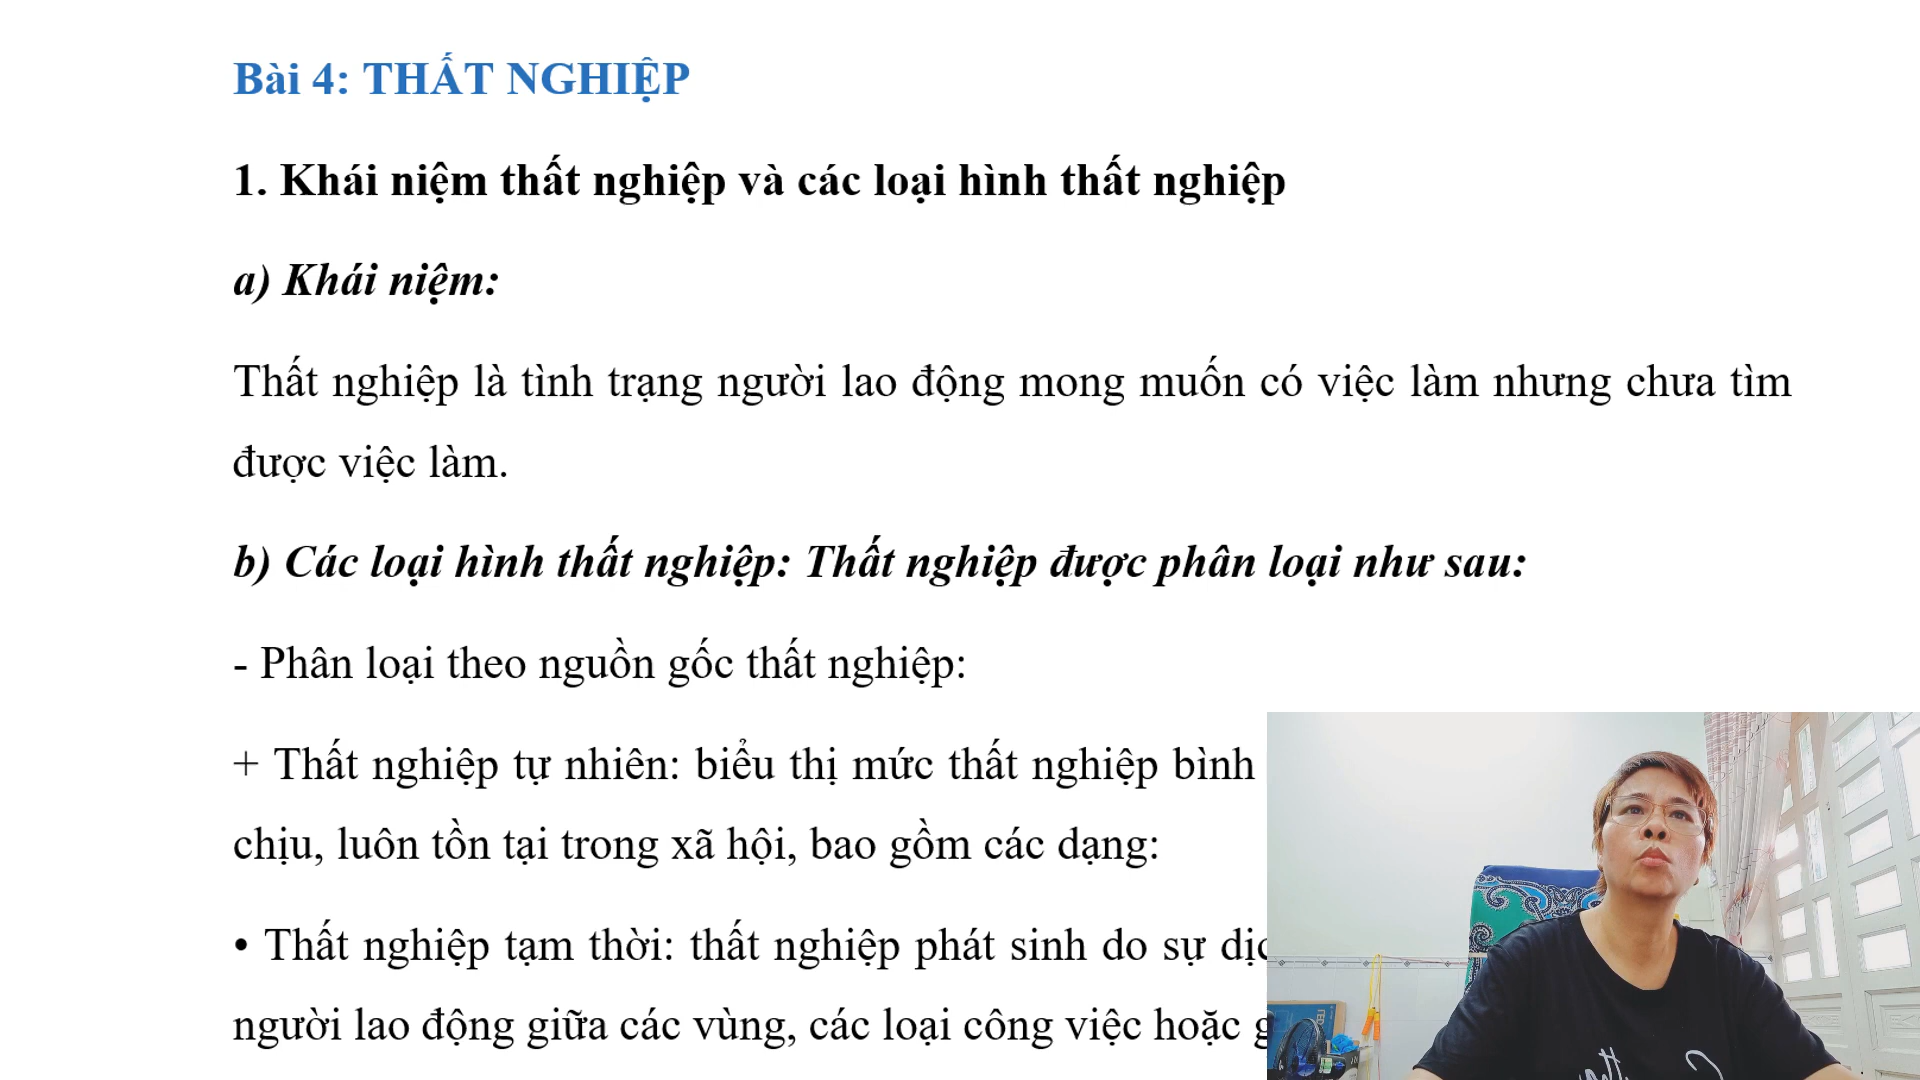 Bài 4: THẤT NGHIỆP
1. Khái niệm thất nghiệp và các loại hình thất nghiệp
a) Khái niệm:
Thất nghiệp là tình trạng người lao động mong muốn có việc làm nhưng chưa tìm
được việc làm.
b) Các loại hình thất nghiệp: Thất nghiệp được phân loại như sau:
- Phân loại theo nguồn gốc thất nghiệp:
+ Thất nghiệp tự nhiên: biểu thị mức thất nghiệp bình
chịu, luôn tồn tại trong xã hội, bao gồm các dạng:
• Thất nghiệp tạm thời: thất nghiệp phát sinh do sự
người lao động giữa các vùng, các loại công việc hoặc